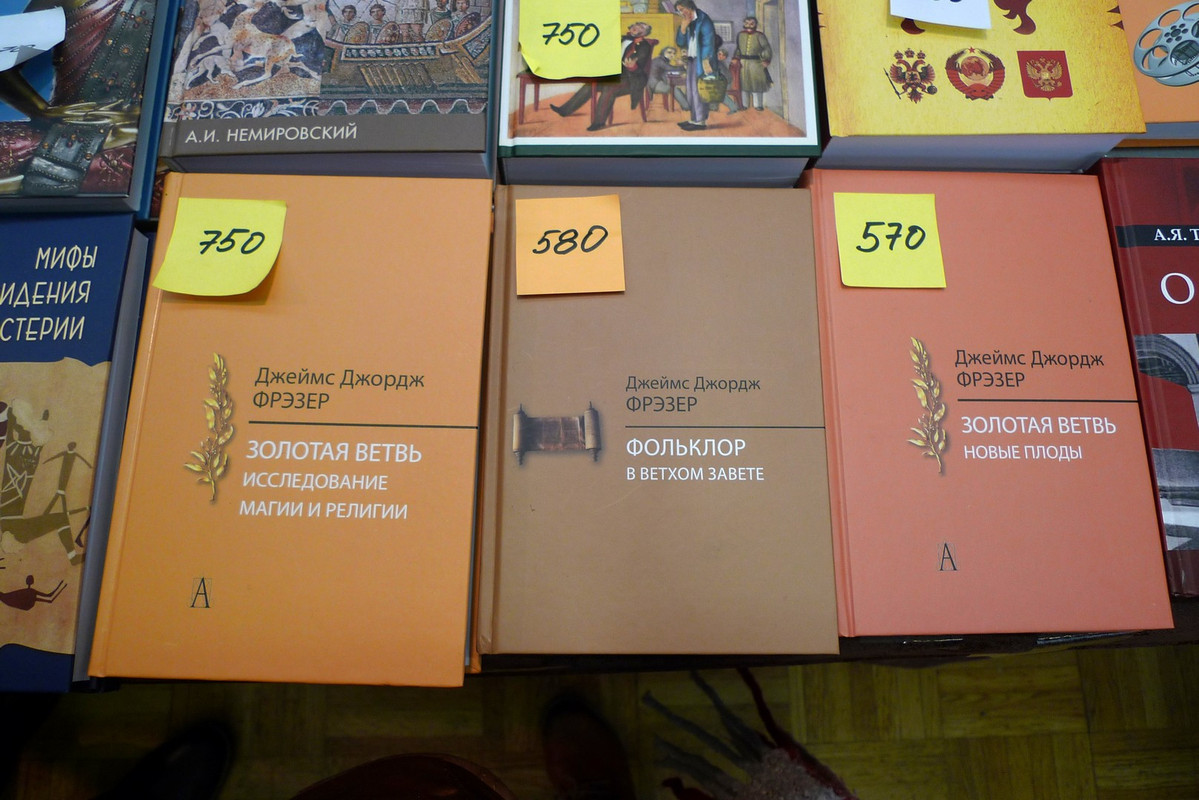 750
А.И. НЕМИРОВСКИЙ
МИФЫ
СТЕРИИ
750
Джеймс Джордж
ФРЭЗЕР
ЗОЛОТАЯ ВЕТВЬ
ИССЛЕДОВАНИЕ
МАГИИ И РЕЛИГИИ
А
580
Джеймс Джордж
ФРЭЗЕР
ФОЛЬКЛОР
В ВЕТХОМ ЗАВЕТЕ
570
Джеймс Джордж
ФРЭЗЕР
ЗОЛОТАЯ ВЕТВЬ
НОВЫЕ ПЛОДЫ
А
А.Я. Т
О